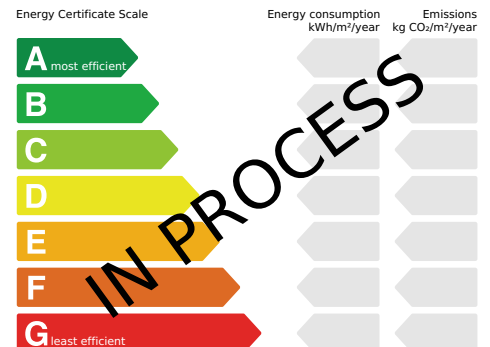 Energy Certificate Scale
Energy consumption
kWh/m²/year
Emissions
kg CO₂/m²/year
A most efficient
B
C
D
E
F
G least efficient
IN PROCESS